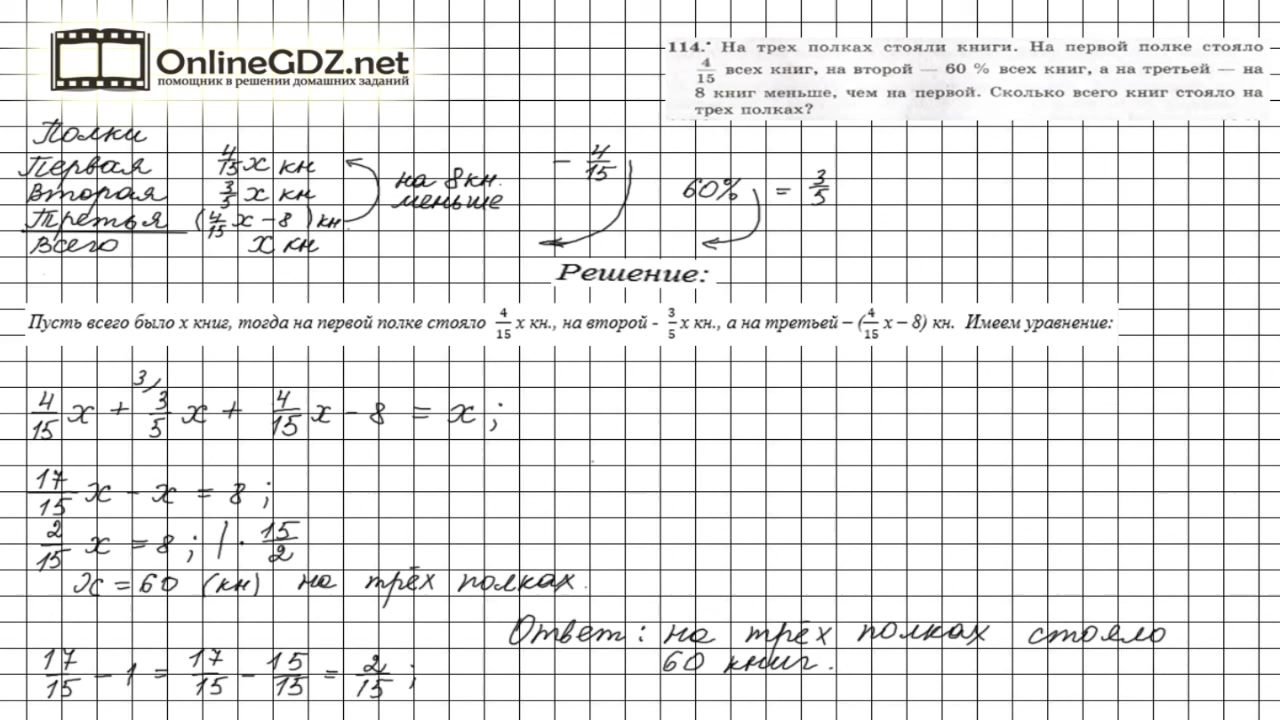 OnlineGDZ.net
помощник в решении домашних заданий
114.* На трех полках стояли книги. На первой полке стояло
4/15 всех книг, на второй — 60 % всех книг, а на третьей — на
8 книг меньше, чем на первой. Сколько всего книг стояло на
трех полках?
Полки
Первая 4/15 х кн
Вторая 3/5 х кн
Третья (4/15 х - 8) кн.
Всего х кн
на 8 кн.
меньше
- 4/15
60% = 3/5
Решение:
Пусть всего было х книг, тогда на первой полке стояло 4/15 х кн., на второй - 3/5 х кн., а на третьей – (4/15 х – 8) кн. Имеем уравнение:
4/15 х + 3/ 3/5 х + 4/15 х - 8 = х ;
17/15 х - х = 8 ;
2/15 х = 8 ; | · 15/2
х = 60 (кн) на трёх полках.
Ответ: на трёх полках стояло
60 книг.
17/15 - 1 = 17/15 - 15/15 = 2/15 ;